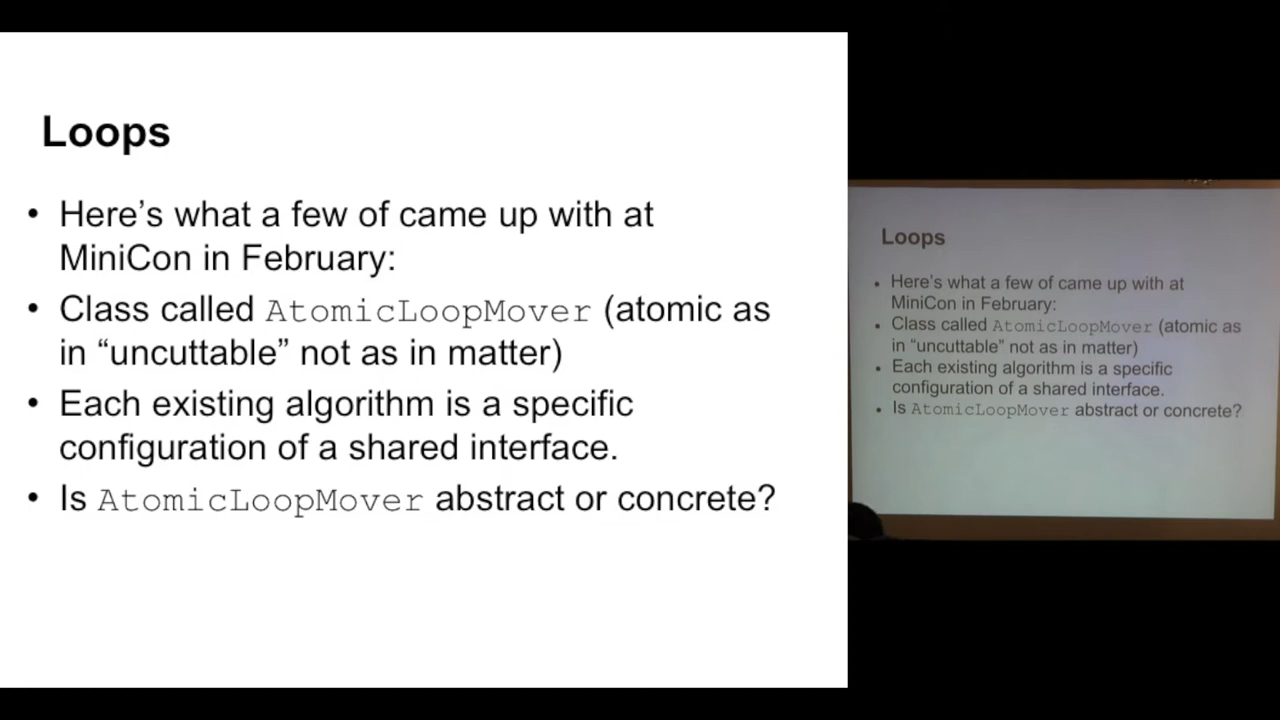 Loops
• Here’s what a few of came up with at
MiniCon in February:
• Class called AtomicLoopMover (atomic as
in “uncuttable” not as in matter)
• Each existing algorithm is a specific
configuration of a shared interface.
• Is AtomicLoopMover abstract or concrete?
Loops
• Here’s what a few of came up with at
MiniCon in February:
• Class called AtomicLoopMover (atomic as
in “uncuttable” not as in matter)
• Each existing algorithm is a specific
configuration of a shared interface.
• Is AtomicLoopMover abstract or concrete?